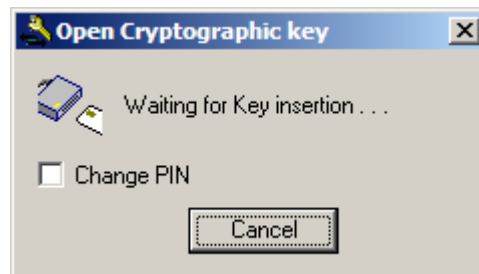 Open Cryptographic key
Waiting for Key insertion . . .
Change PIN
Cancel